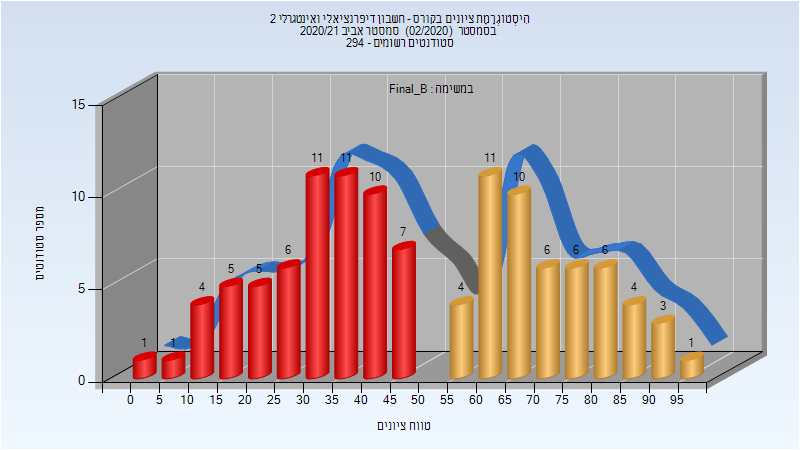 היסְטוגְרָמַת ציונים בקורס - חשבון דיפרנציאלי ואינטגרלי 2
בסמסטר (02/2020) סמסטר אביב 2020/21
סטודנטים רשומים - 294
במשימה : Final_B
מספר סטודנטים
15
10
5
0
1 1 4 5 5 6 11 11 10 7 4 11 10 6 6 6 4 3 1
0 5 10 15 20 25 30 35 40 45 50 55 60 65 70 75 80 85 90 95
טווח ציונים